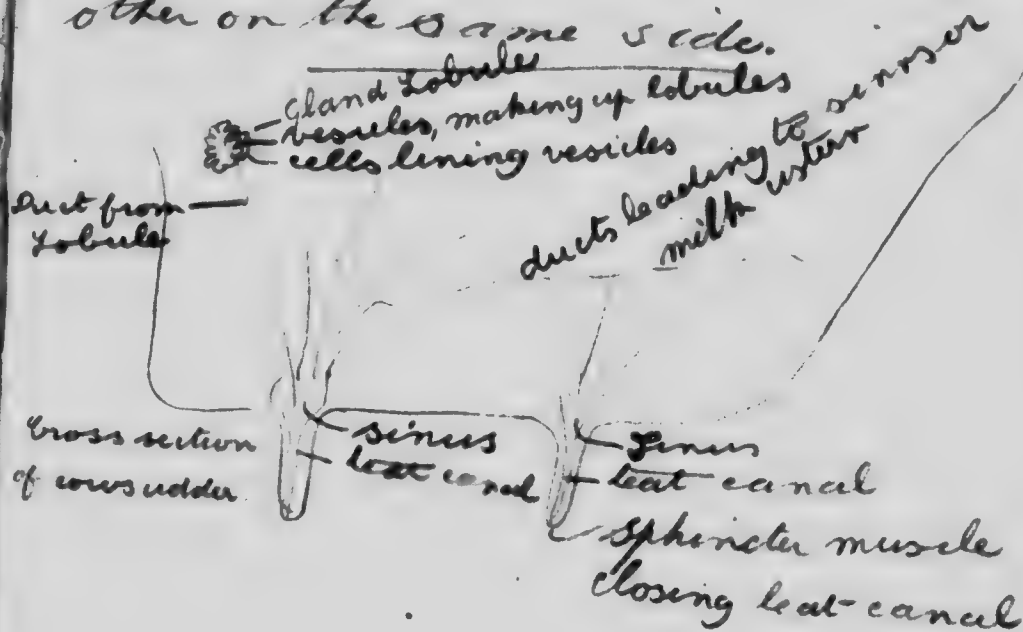 other on the same side.
Gland Lobules
vesicles, making up lobules
cells lining vesicles
Duct from
Lobule
ducts leading to sinus or
milk cistern
Cross section
of cows udder
sinus
teat canal
Sinus
teat canal
Sphincter muscle
closing teat canal